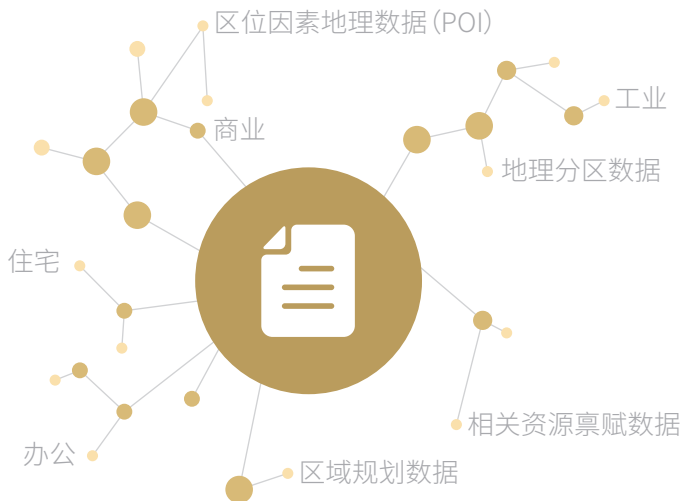 区位因素地理数据(POI)
工业
商业
地理分区数据
住宅
相关资源禀赋数据
办公
区域规划数据